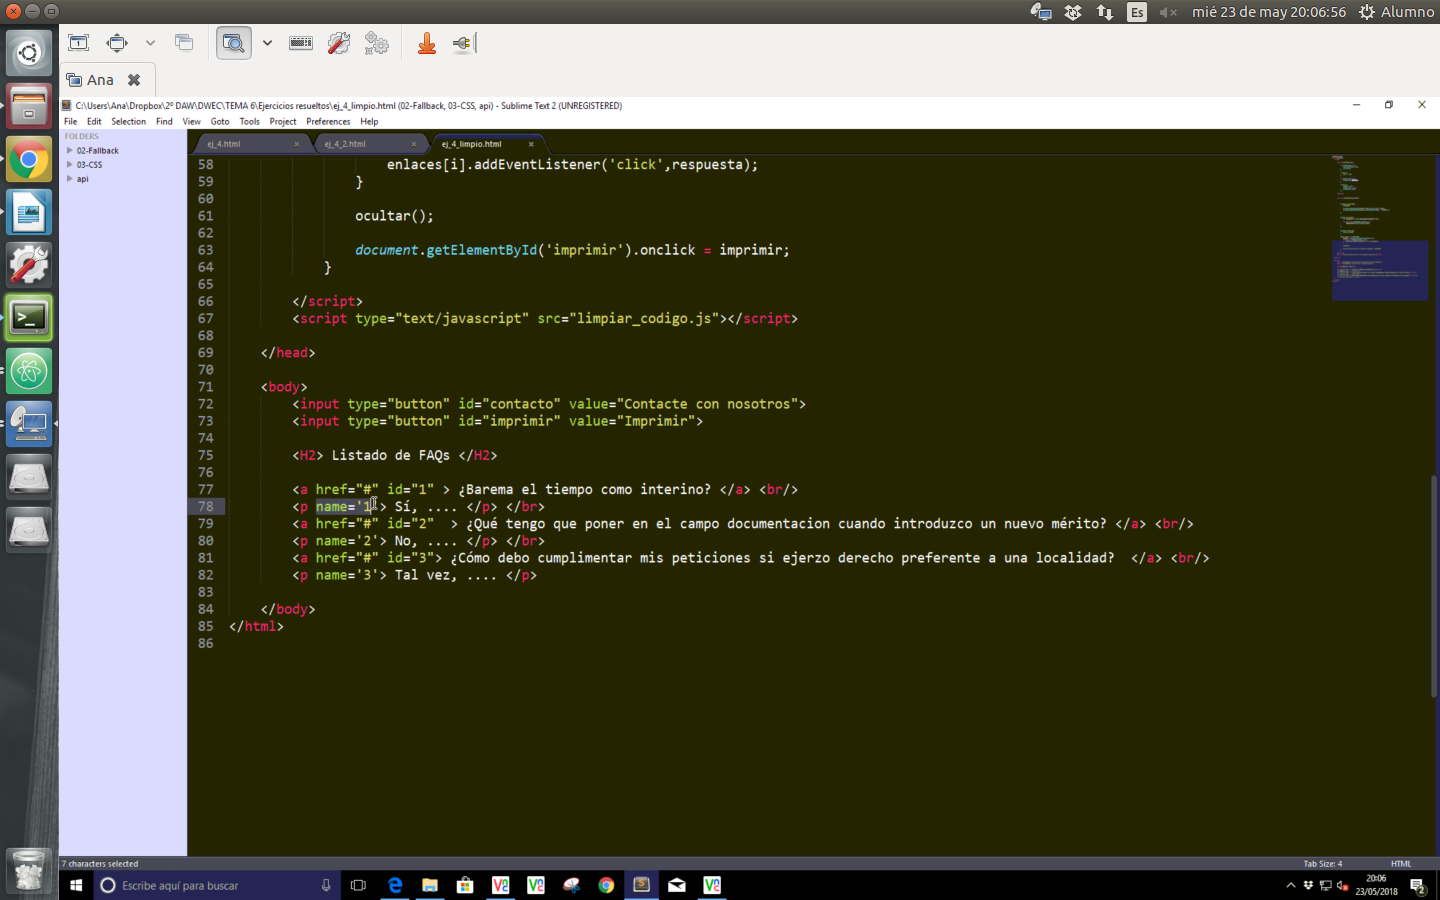 mié 23 de may 20:06:56 Alumno
Es
Ana
C:\Users\Ana\Dropbox\2º DAW\DWEC\TEMA 6\Ejercicios resueltos\ej_4_limpio.html (02-Fallback, 03-CSS, api) - Sublime Text 2 (UNREGISTERED)
File Edit Selection Find View Goto Tools Project Preferences Help
FOLDERS
02-Fallback
03-CSS
api
ej_4.html ej_4_2.html ej_4_limpio.html
58 enlaces[i].addEventListener('click',respuesta);
59 }
60
61 ocultar();
62
63 document.getElementById('imprimir').onclick = imprimir;
64 }
65
66 </script>
67 <script type="text/javascript" src="limpiar_codigo.js"></script>
68
69 </head>
70
71 <body>
72 <input type="button" id="contacto" value="Contacte con nosotros">
73 <input type="button" id="imprimir" value="Imprimir">
74
75 <H2> Listado de FAQs </H2>
76
77 <a href="#" id="1" > ¿Barema el tiempo como interino? </a> <br/>
78 <p name='1'> Sí, .... </p> </br>
79 <a href="#" id="2"  > ¿Qué tengo que poner en el campo documentacion cuando introduzco un nuevo mérito? </a> <br/>
80 <p name='2'> No, .... </p> </br>
81 <a href="#" id="3"> ¿Cómo debo cumplimentar mis peticiones si ejerzo derecho preferente a una localidad?  </a> <br/>
82 <p name='3'> Tal vez, .... </p>
83
84 </body>
85 </html>
86
7 characters selected Tab Size: 4 HTML
Escribe aquí para buscar
20:06
23/05/2018
2